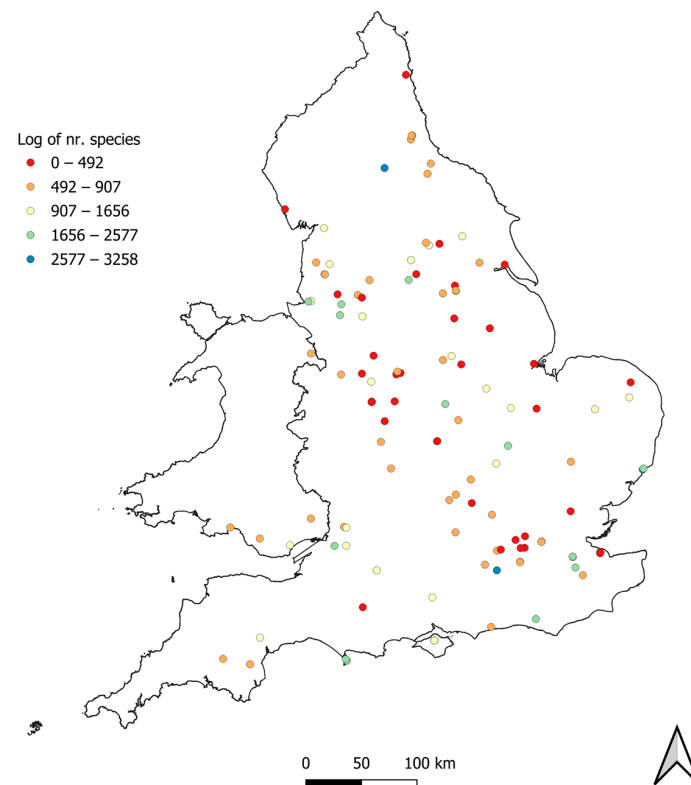 Log of nr. species
0 – 492
492 – 907
907 – 1656
1656 – 2577
2577 – 3258
0 50 100 km